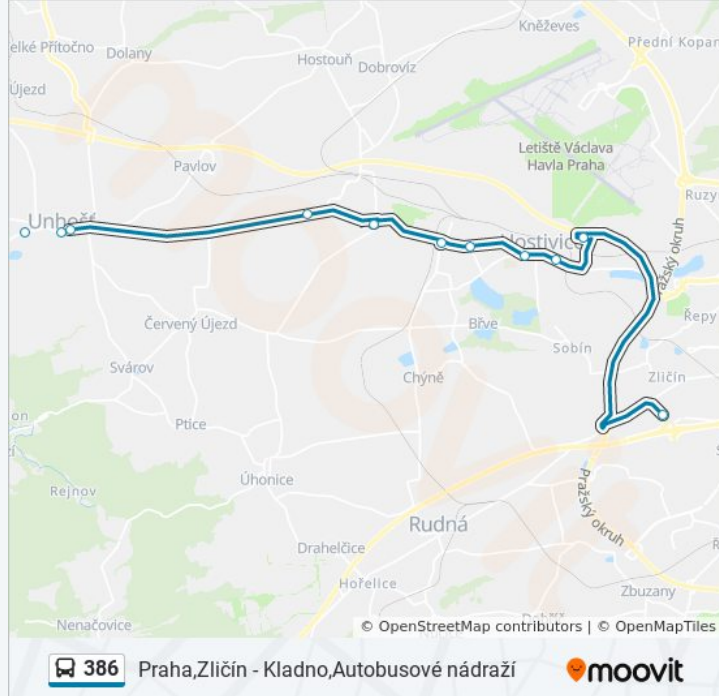 Kněževes
elké Přítočno
Dolany
Přední Kopan
Hostouň
Dobrovíz
Újezd
Letiště Václava
Havla Praha
Pavlov
Ruzy
Unhošť
Hostivice
Pražský okruh
Řepy
Červený Újezd
Břve
Sobín
Svárov
Chýně
Zličín
on
Ptice
Úhonice
Rejnov
Pražský okruh
Rudná
Drahelčice
Hořelice
Zbuzany
Nenačovice
© OpenStreetMap contributors | © OpenMapTiles
386 Praha,Zličín - Kladno,Autobusové nádraží moovit